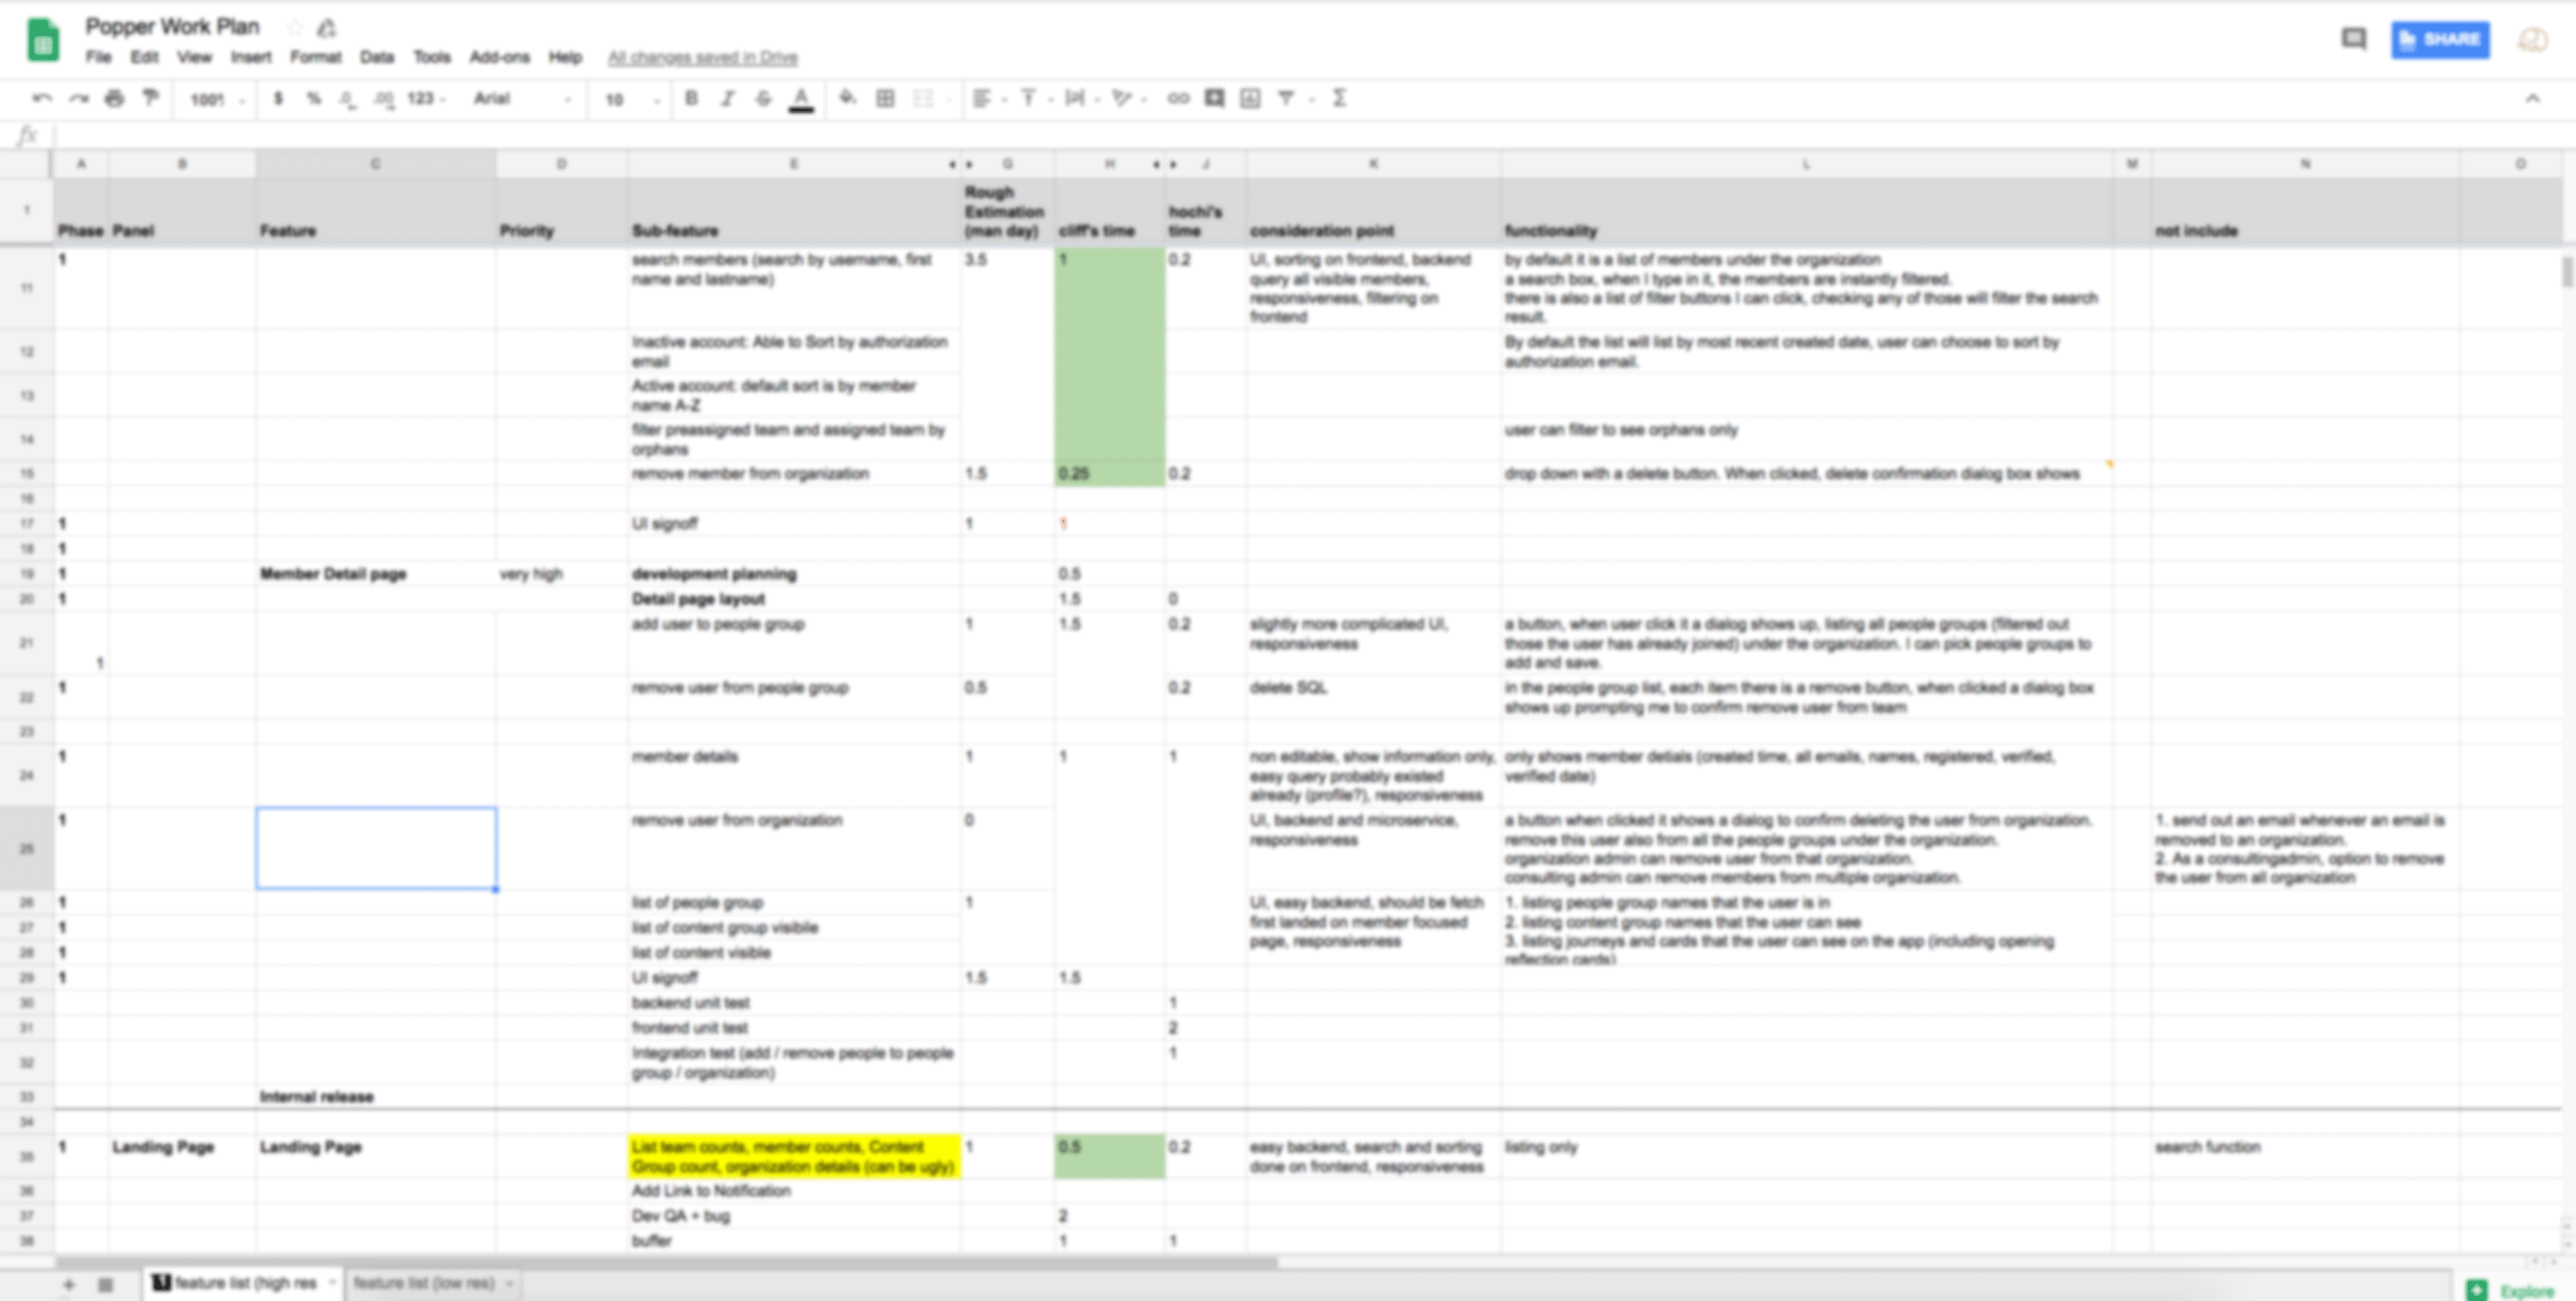 Popper Work Plan
File Edit View Insert Format Data Tools Add-ons Help All changes saved in Drive
SHARE
$ % .0 .00 123 Arial 10 B I S A
fx
A B C D E G H J K L M N O
1 Phase Panel Feature Priority Sub-feature Rough Estimation (man day) cliff's time hochi's time consideration point functionality not include
11 1 search members (search by username, first name and lastname) 3.5 1 0.2 UI, sorting on frontend, backend query all visible members, responsiveness, filtering on frontend by default it is a list of members under the organization
a search box, when I type in it, the members are instantly filtered.
there is also a list of filter buttons I can click, checking any of those will filter the search result.
12 Inactive account: Able to Sort by authorization email By default the list will list by most recent created date, user can choose to sort by authorization email.
13 Active account: default sort is by member name A-Z
14 filter preassigned team and assigned team by orphans user can filter to see orphans only
15 remove member from organization 1.5 0.25 0.2 drop down with a delete button. When clicked, delete confirmation dialog box shows
16
17 1 UI signoff 1 1
18 1
19 1 Member Detail page very high development planning 0.5
20 1 Detail page layout 1.5 0
21 1 add user to people group 1 1.5 0.2 slightly more complicated UI, responsiveness a button, when user click it a dialog shows up, listing all people groups (filtered out those the user has already joined) under the organization. I can pick people groups to add and save.
22 1 remove user from people group 0.5 0.2 delete SQL in the people group list, each item there is a remove button, when clicked a dialog box shows up prompting me to confirm remove user from team
23
24 1 member details 1 1 1 non editable, show information only, easy query probably existed already (profile?), responsiveness only shows member detials (created time, all emails, names, registered, verified, verified date)
25 1 remove user from organization 0 UI, backend and microservice, responsiveness a button when clicked it shows a dialog to confirm deleting the user from organization.
remove this user also from all the people groups under the organization.
organization admin can remove user from that organization.
consulting admin can remove members from multiple organization.
1. send out an email whenever an email is removed to an organization.
2. As a consultingadmin, option to remove the user from all organization
26 1 list of people group 1 UI, easy backend, should be fetch first landed on member focused page, responsiveness 1. listing people group names that the user is in
2. listing content group names that the user can see
3. listing journeys and cards that the user can see on the app (including opening reflection cards)
27 1 list of content group visibile
28 1 list of content visible
29 1 UI signoff 1.5 1.5
30 backend unit test 1
31 frontend unit test 2
32 Integration test (add / remove people to people group / organization) 1
33 Internal release
34
35 1 Landing Page Landing Page List team counts, member counts, Content Group count, organization details (can be ugly) 1 0.5 0.2 easy backend, search and sorting done on frontend, responsiveness listing only search function
36 Add Link to Notification
37 Dev QA + bug 2
38 buffer 1 1
feature list (high res feature list (low res)
Explore